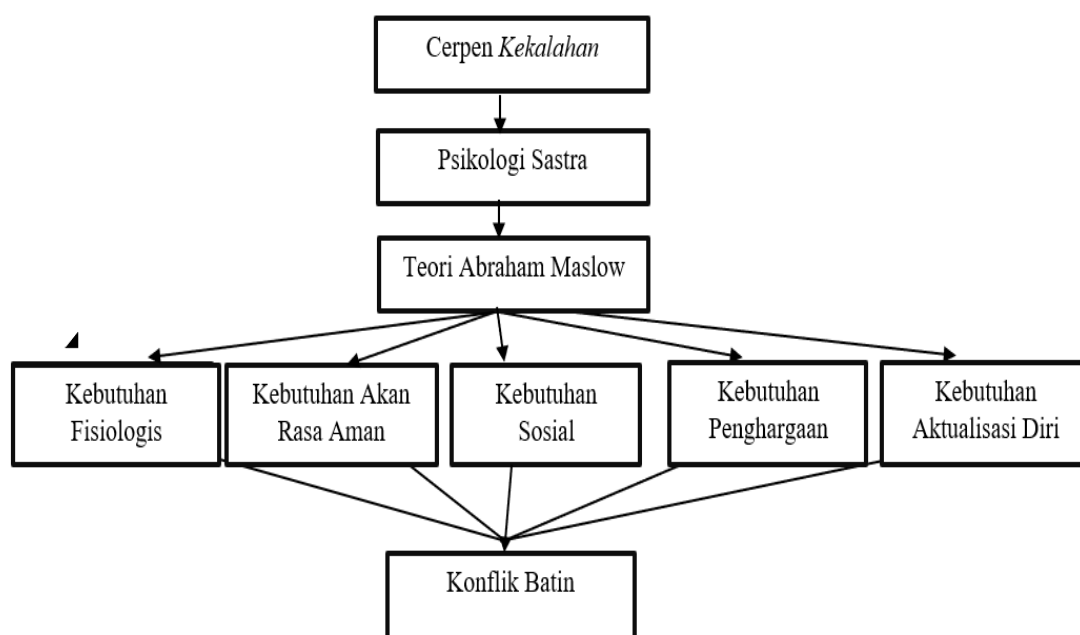 Cerpen Kekalahan
Psikologi Sastra
Teori Abraham Maslow
Kebutuhan
Fisiologis
Kebutuhan Akan
Rasa Aman
Kebutuhan
Sosial
Kebutuhan
Penghargaan
Kebutuhan
Aktualisasi Diri
Konflik Batin